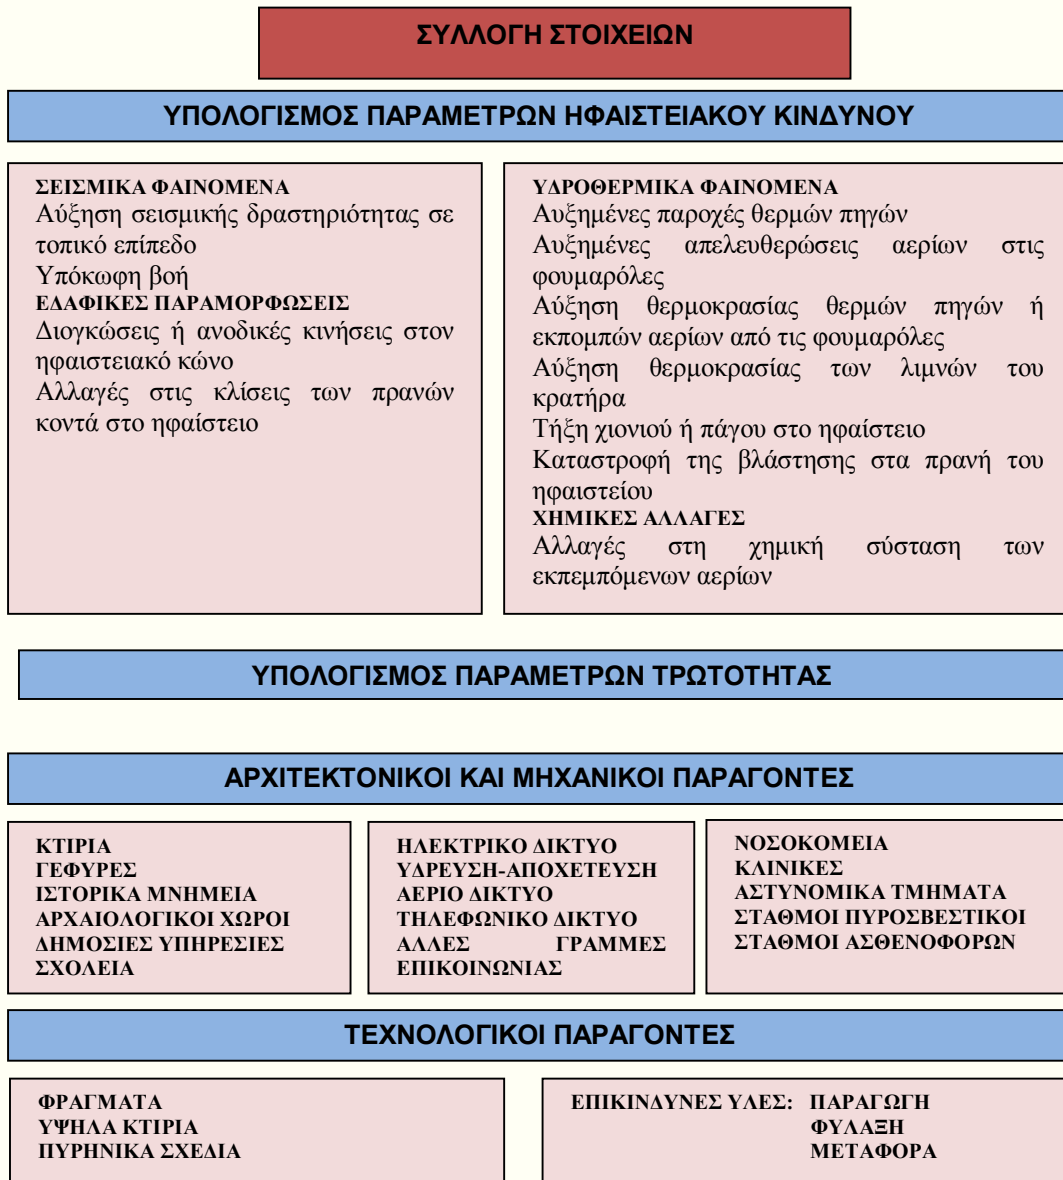 ΣΥΛΛΟΓΗ ΣΤΟΙΧΕΙΩΝ
ΥΠΟΛΟΓΙΣΜΟΣ ΠΑΡΑΜΕΤΡΩΝ ΗΦΑΙΣΤΕΙΑΚΟΥ ΚΙΝΔΥΝΟΥ
ΣΕΙΣΜΙΚΑ ΦΑΙΝΟΜΕΝΑ
Αύξηση σεισμικής δραστηριότητας σε
τοπικό επίπεδο
Υπόκωφη βοή
ΕΔΑΦΙΚΕΣ ΠΑΡΑΜΟΡΦΩΣΕΙΣ
Διογκώσεις ή ανοδικές κινήσεις στον
ηφαιστειακό κώνο
Αλλαγές στις κλίσεις των πρανών
κοντά στο ηφαίστειο
ΥΔΡΟΘΕΡΜΙΚΑ ΦΑΙΝΟΜΕΝΑ
Αυξημένες παροχές θερμών πηγών
Αυξημένες απελευθερώσεις αερίων στις
φουμαρόλες
Αύξηση θερμοκρασίας θερμών πηγών ή
εκπομπών αερίων από τις φουμαρόλες
Αύξηση θερμοκρασίας των λιμνών του
κρατήρα
Τήξη χιονιού ή πάγου στο ηφαίστειο
Καταστροφή της βλάστησης στα πρανή του
ηφαιστείου
ΧΗΜΙΚΕΣ ΑΛΛΑΓΕΣ
Αλλαγές στη χημική σύσταση των
εκπεμπόμενων αερίων
ΥΠΟΛΟΓΙΣΜΟΣ ΠΑΡΑΜΕΤΡΩΝ ΤΡΩΤΟΤΗΤΑΣ
ΑΡΧΙΤΕΚΤΟΝΙΚΟΙ ΚΑΙ ΜΗΧΑΝΙΚΟΙ ΠΑΡΑΓΟΝΤΕΣ
ΚΤΙΡΙΑ
ΓΕΦΥΡΕΣ
ΙΣΤΟΡΙΚΑ ΜΝΗΜΕΙΑ
ΑΡΧΑΙΟΛΟΓΙΚΟΙ ΧΩΡΟΙ
ΔΗΜΟΣΙΕΣ ΥΠΗΡΕΣΙΕΣ
ΣΧΟΛΕΙΑ
ΗΛΕΚΤΡΙΚΟ ΔΙΚΤΥΟ
ΥΔΡΕΥΣΗ-ΑΠΟΧΕΤΕΥΣΗ
ΑΕΡΙΟ ΔΙΚΤΥΟ
ΤΗΛΕΦΩΝΙΚΟ ΔΙΚΤΥΟ
ΑΛΛΕΣ ΓΡΑΜΜΕΣ
ΕΠΙΚΟΙΝΩΝΙΑΣ
ΝΟΣΟΚΟΜΕΙΑ
ΚΛΙΝΙΚΕΣ
ΑΣΤΥΝΟΜΙΚΑ ΤΜΗΜΑΤΑ
ΣΤΑΘΜΟΙ ΠΥΡΟΣΒΕΣΤΙΚΟΙ
ΣΤΑΘΜΟΙ ΑΣΘΕΝΟΦΟΡΩΝ
ΤΕΧΝΟΛΟΓΙΚΟΙ ΠΑΡΑΓΟΝΤΕΣ
ΦΡΑΓΜΑΤΑ
ΥΨΗΛΑ ΚΤΙΡΙΑ
ΠΥΡΗΝΙΚΑ ΣΧΕΔΙΑ
ΕΠΙΚΙΝΔΥΝΕΣ ΥΛΕΣ: ΠΑΡΑΓΩΓΗ
ΦΥΛΑΞΗ
ΜΕΤΑΦΟΡΑ